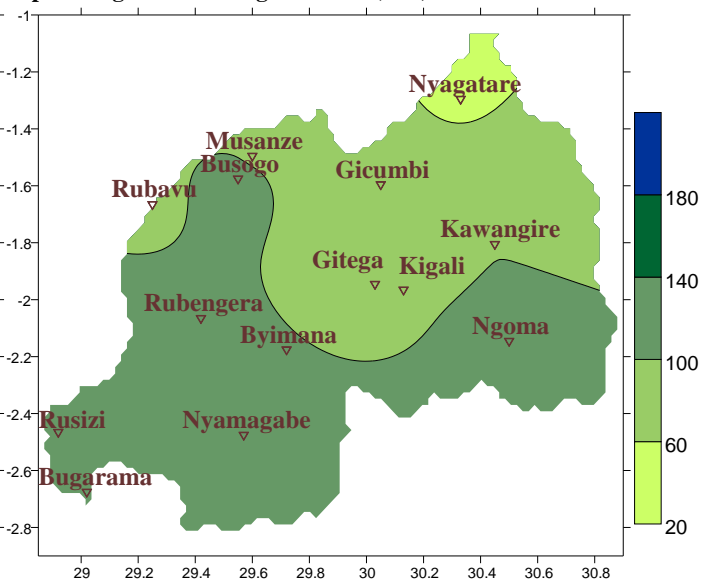 -1
-1.2
Nyagatare
-1.4
Musanze
Busogo
Gicumbi
-1.6
Rubavu
180
Kawangire
-1.8
Gitega
Kigali
140
-2
Rubengera
Ngoma
Byimana
-2.2
100
-2.4
Rusizi
Nyamagabe
60
Bugarama
-2.6
20
-2.8
29 29.2 29.4 29.6 29.8 30 30.2 30.4 30.6 30.8